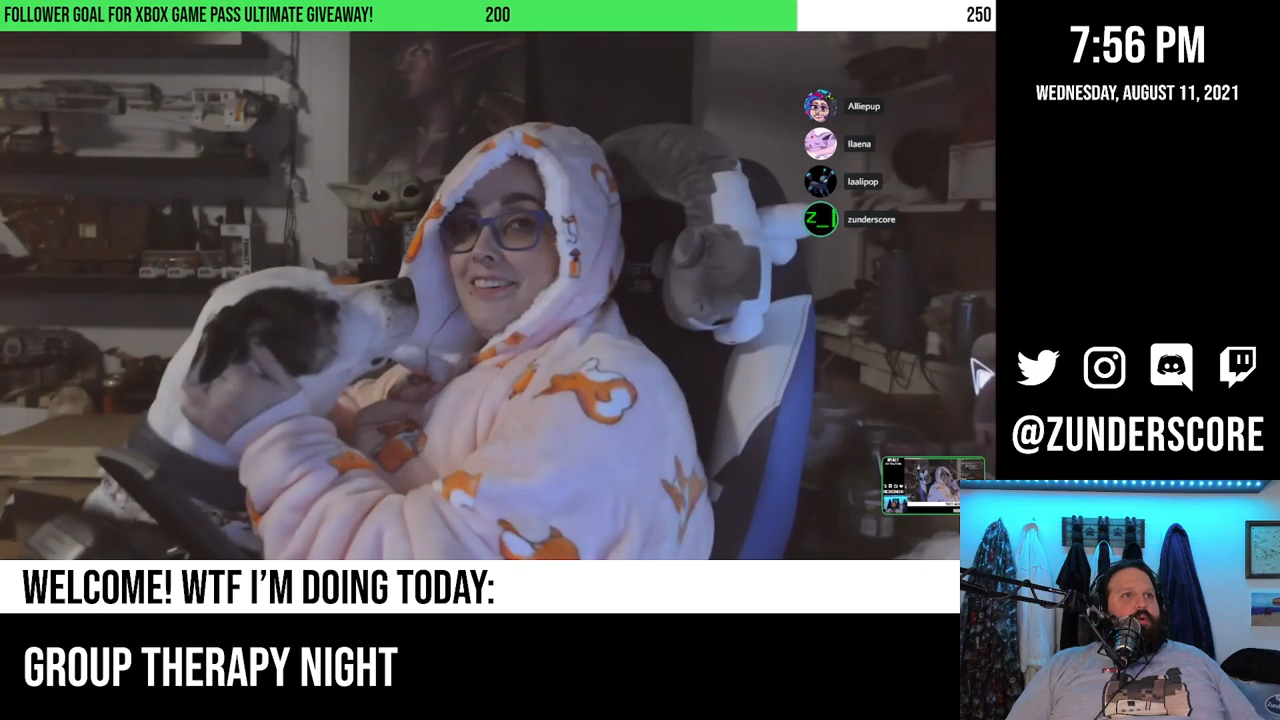 FOLLOWER GOAL FOR XBOX GAME PASS ULTIMATE GIVEAWAY! 200 250
7:56 PM
WEDNESDAY, AUGUST 11, 2021
Alliepup
llaena
laalipop
Z_
zunderscore
@ZUNDERSCORE
WELCOME! WTF I'M DOING TODAY:
GROUP THERAPY NIGHT